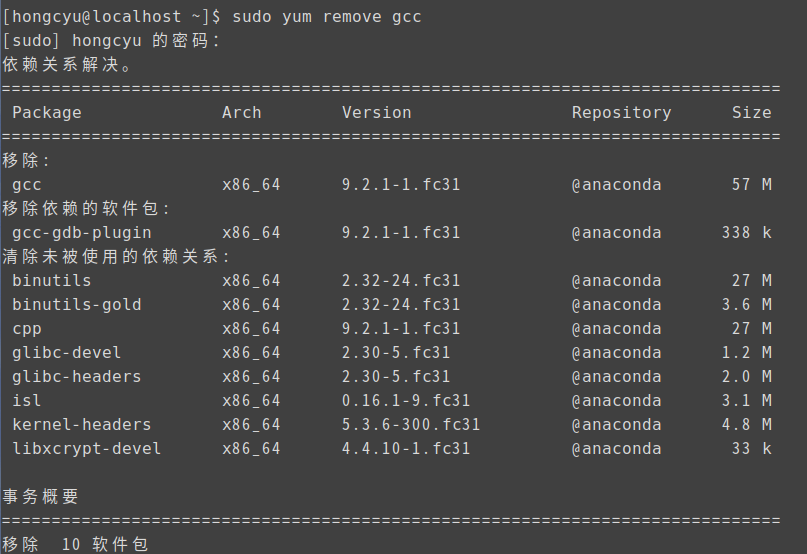 [hongcyu@localhost ~]$ sudo yum remove gcc
[sudo] hongcyu 的密码：
依赖关系解决。
==============================================================================
 Package              Arch        Version                Repository      Size
==============================================================================
移除:
 gcc                  x86_64      9.2.1-1.fc31           @anaconda       57 M
移除依赖的软件包:
 gcc-gdb-plugin       x86_64      9.2.1-1.fc31           @anaconda      338 k
清除未被使用的依赖关系:
 binutils             x86_64      2.32-24.fc31           @anaconda       27 M
 binutils-gold        x86_64      2.32-24.fc31           @anaconda      3.6 M
 cpp                  x86_64      9.2.1-1.fc31           @anaconda       27 M
 glibc-devel          x86_64      2.30-5.fc31            @anaconda      1.2 M
 glibc-headers        x86_64      2.30-5.fc31            @anaconda      2.0 M
 isl                  x86_64      0.16.1-9.fc31          @anaconda      3.1 M
 kernel-headers       x86_64      5.3.6-300.fc31         @anaconda      4.8 M
 libxcrypt-devel      x86_64      4.4.10-1.fc31          @anaconda       33 k
事务概要
==============================================================================
移除  10 软件包